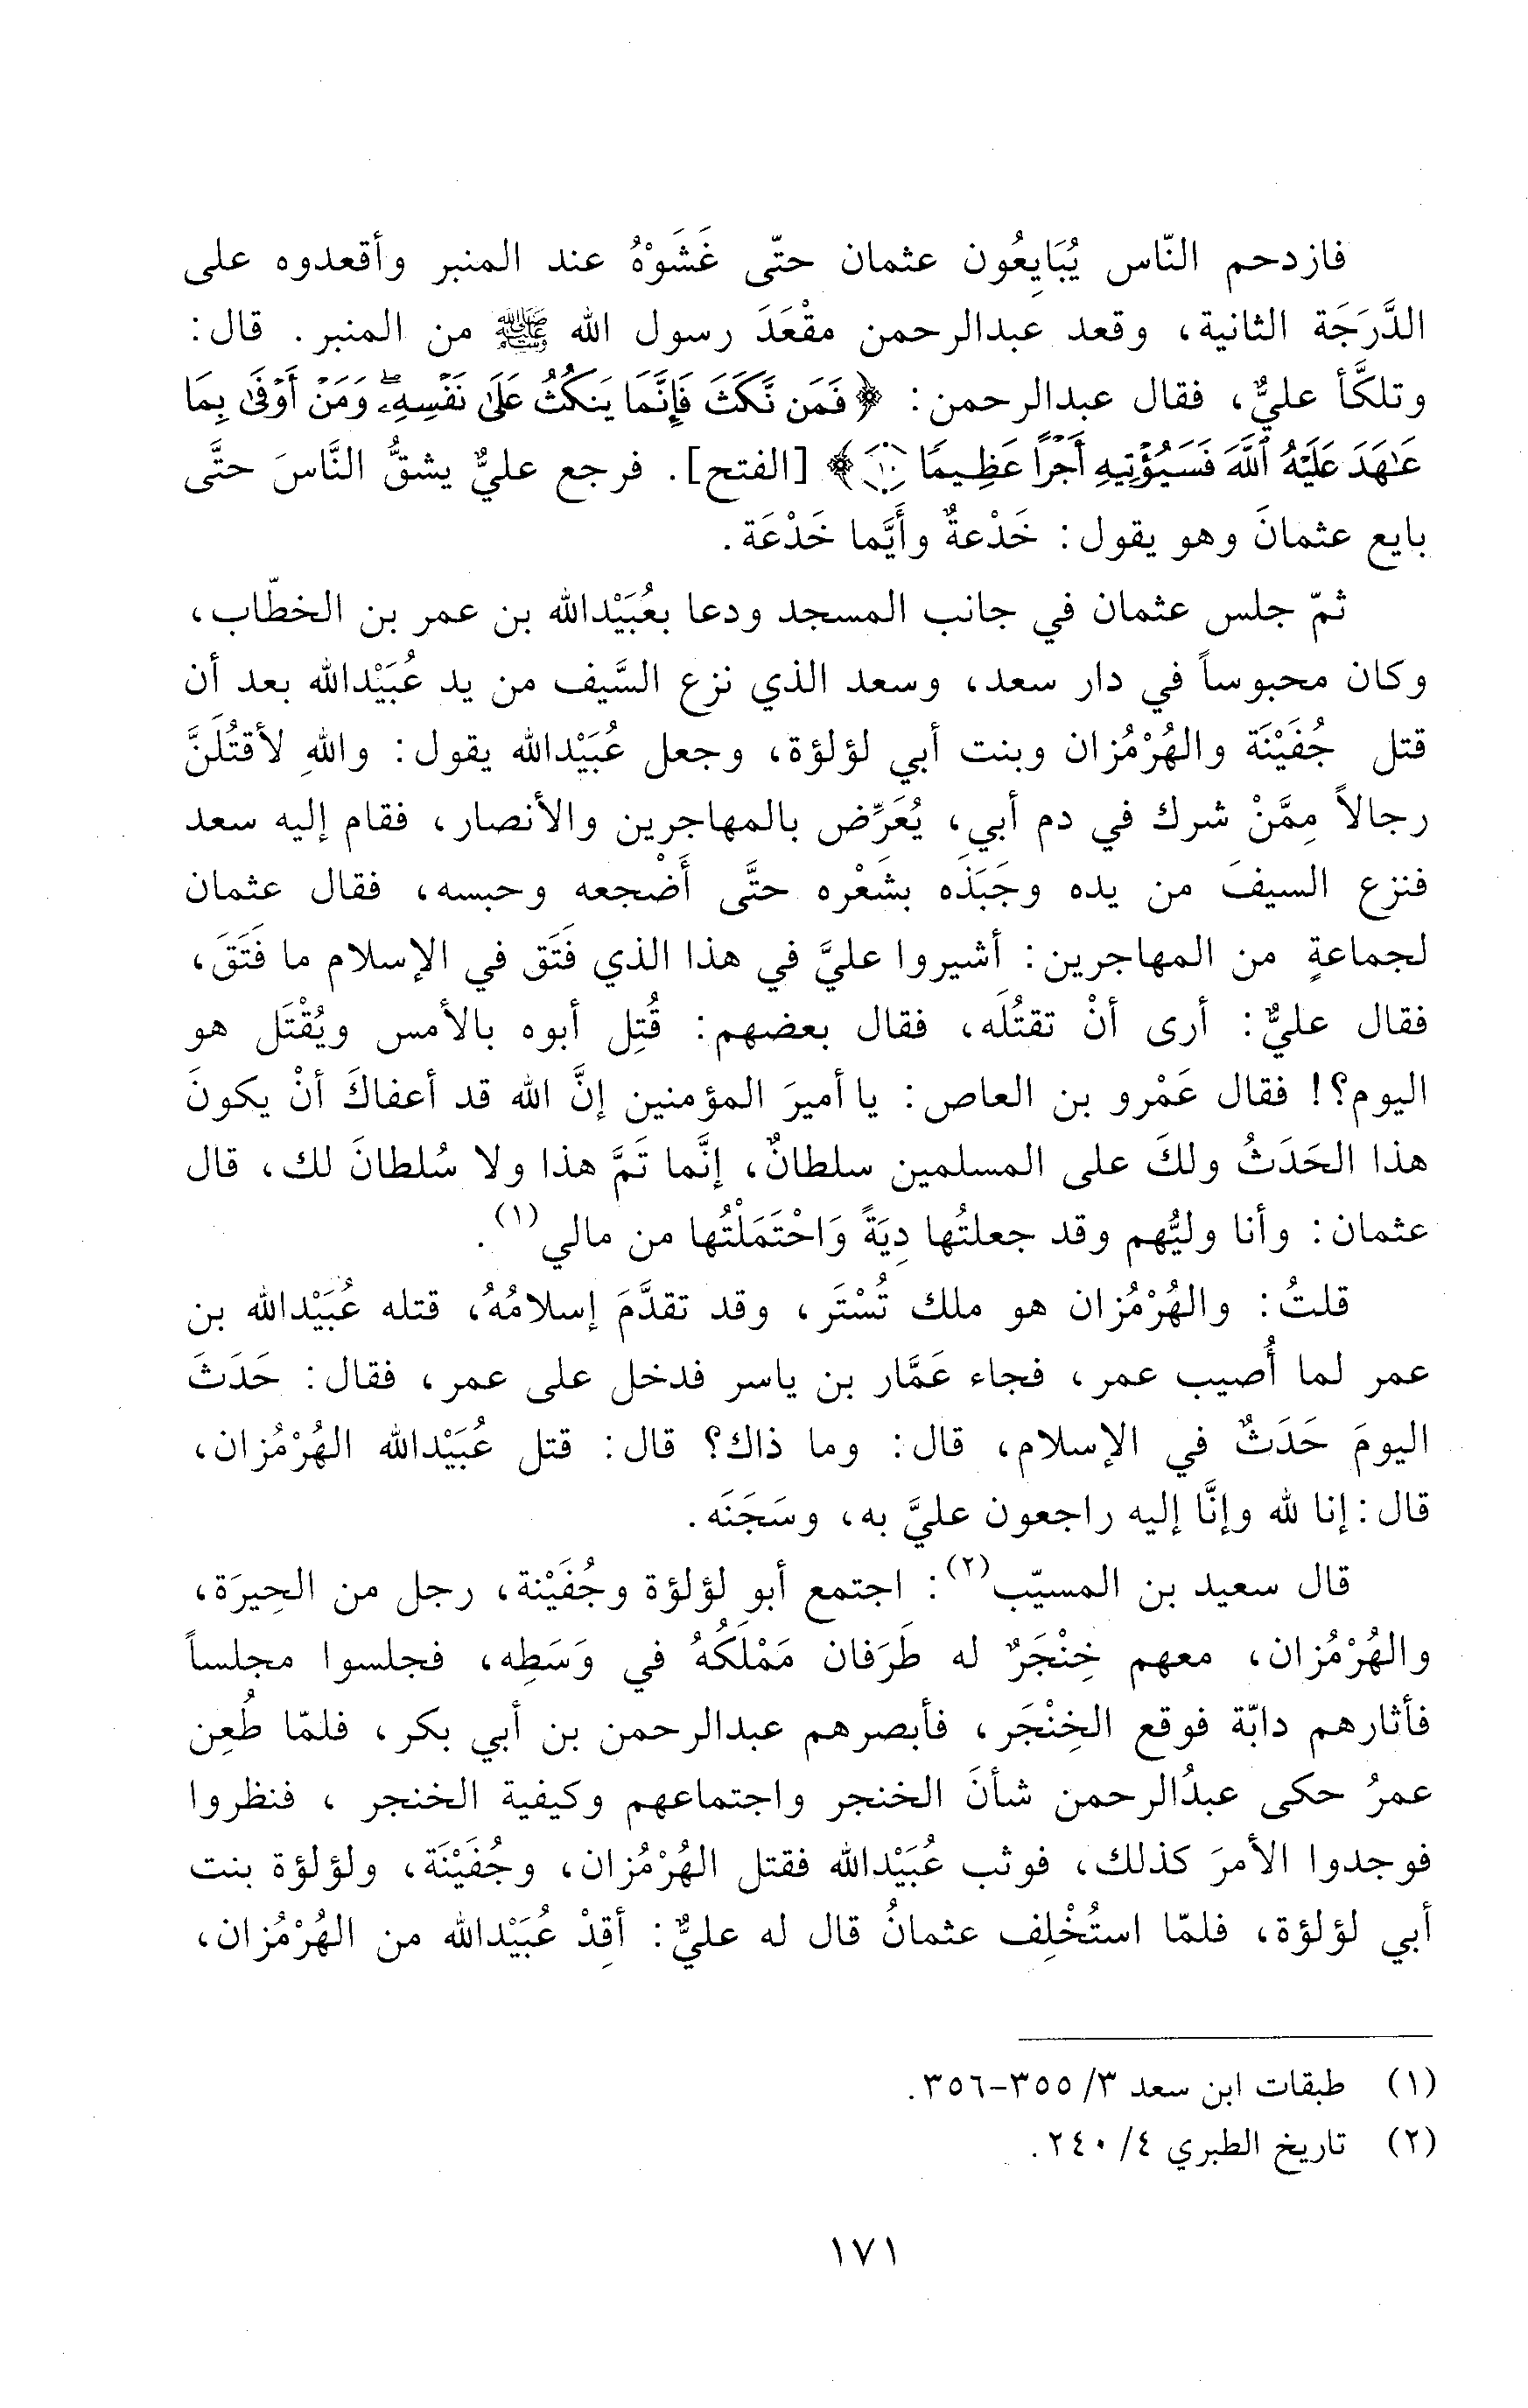 فازدحم النّاس يُبَايِعُون عثمان حتّى غَشَوْهُ عند المنبر وأقعدوه على
الدَّرَجَة الثانية، وقعد عبدالرحمن مقْعَدَ رسول الله ﷺ من المنبر. قال:
وتلكَّأ عليٌّ، فقال عبدالرحمن: ﴿فَمَن نَّكَثَ فَإِنَّمَا يَنكُثُ عَلَىٰ نَفْسِهِۦۖ وَمَنْ أَوْفَىٰ بِمَا
عَٰهَدَ عَلَيْهُ ٱللَّهَ فَسَيُؤْتِيهِ أَجْرًا عَظِيمًا ۝١٠﴾ [الفتح]. فرجع عليٌّ يشقُّ النَّاسَ حتَّى
بايع عثمانَ وهو يقول: خَدْعةٌ وأَيَّما خَدْعَة.
ثمّ جلس عثمان في جانب المسجد ودعا بعُبَيْدالله بن عمر بن الخطّاب،
وكان محبوساً في دار سعد، وسعد الذي نزع السَّيف من يد عُبَيْدالله بعد أن
قتل جُفَيْنَة والهُرْمُزان وبنت أبي لؤلؤة، وجعل عُبَيْدالله يقول: واللهِ لأقتُلَنَّ
رجالاً مِمَّنْ شرك في دم أبي، يُعَرِّض بالمهاجرين والأنصار، فقام إليه سعد
فنزع السيفَ من يده وجَبَذَه بشَعْره حتَّى أَضْجعه وحبسه، فقال عثمان
لجماعةٍ من المهاجرين: أشيروا عليَّ في هذا الذي فَتَق في الإسلام ما فَتَقَ،
فقال عليٌّ: أرى أنْ تقتُلَه، فقال بعضهم: قُتِل أبوه بالأمس ويُقْتَل هو
اليوم؟! فقال عَمْرو بن العاص: يا أميرَ المؤمنين إنَّ الله قد أعفاكَ أنْ يكونَ
هذا الحَدَثُ ولكَ على المسلمين سلطانٌ، إنَّما تَمَّ هذا ولا سُلطانَ لك، قال
عثمان: وأنا وليُّهم وقد جعلتُها دِيَةً وَاحْتَمَلْتُها من مالي(١).
قلتُ: والهُرْمُزان هو ملك تُسْتَر، وقد تقدَّمَ إسلامُهُ، قتله عُبَيْدالله بن
عمر لما أُصيب عمر، فجاء عَمَّار بن ياسر فدخل على عمر، فقال: حَدَثَ
اليومَ حَدَثٌ في الإسلام، قال: وما ذاك؟ قال: قتل عُبَيْدالله الهُرْمُزان،
قال: إنا لله وإنَّا إليه راجعون عليَّ به، وسَجَنَه.
قال سعيد بن المسيّب(٢): اجتمع أبو لؤلؤة وجُفَيْنة، رجل من الحِيرَة،
والهُرْمُزان، معهم خِنْجَرٌ له طَرَفان مَمْلَكُهُ في وَسَطِه، فجلسوا مجلساً
فأثارهم دابّة فوقع الخِنْجَر، فأبصرهم عبدالرحمن بن أبي بكر، فلمّا طُعِن
عمرُ حكى عبدُالرحمن شأنَ الخنجر واجتماعهم وكيفية الخنجر ، فنظروا
فوجدوا الأمرَ كذلك، فوثب عُبَيْدالله فقتل الهُرْمُزان، وجُفَيْنَة، ولؤلؤة بنت
أبي لؤلؤة، فلمّا استُخْلِف عثمانُ قال له عليٌّ: أقِدْ عُبَيْدالله من الهُرْمُزان،
(١) طبقات ابن سعد ٣/ ٣٥٥-٣٥٦.
(٢) تاريخ الطبري ٤/ ٢٤٠.
١٧١